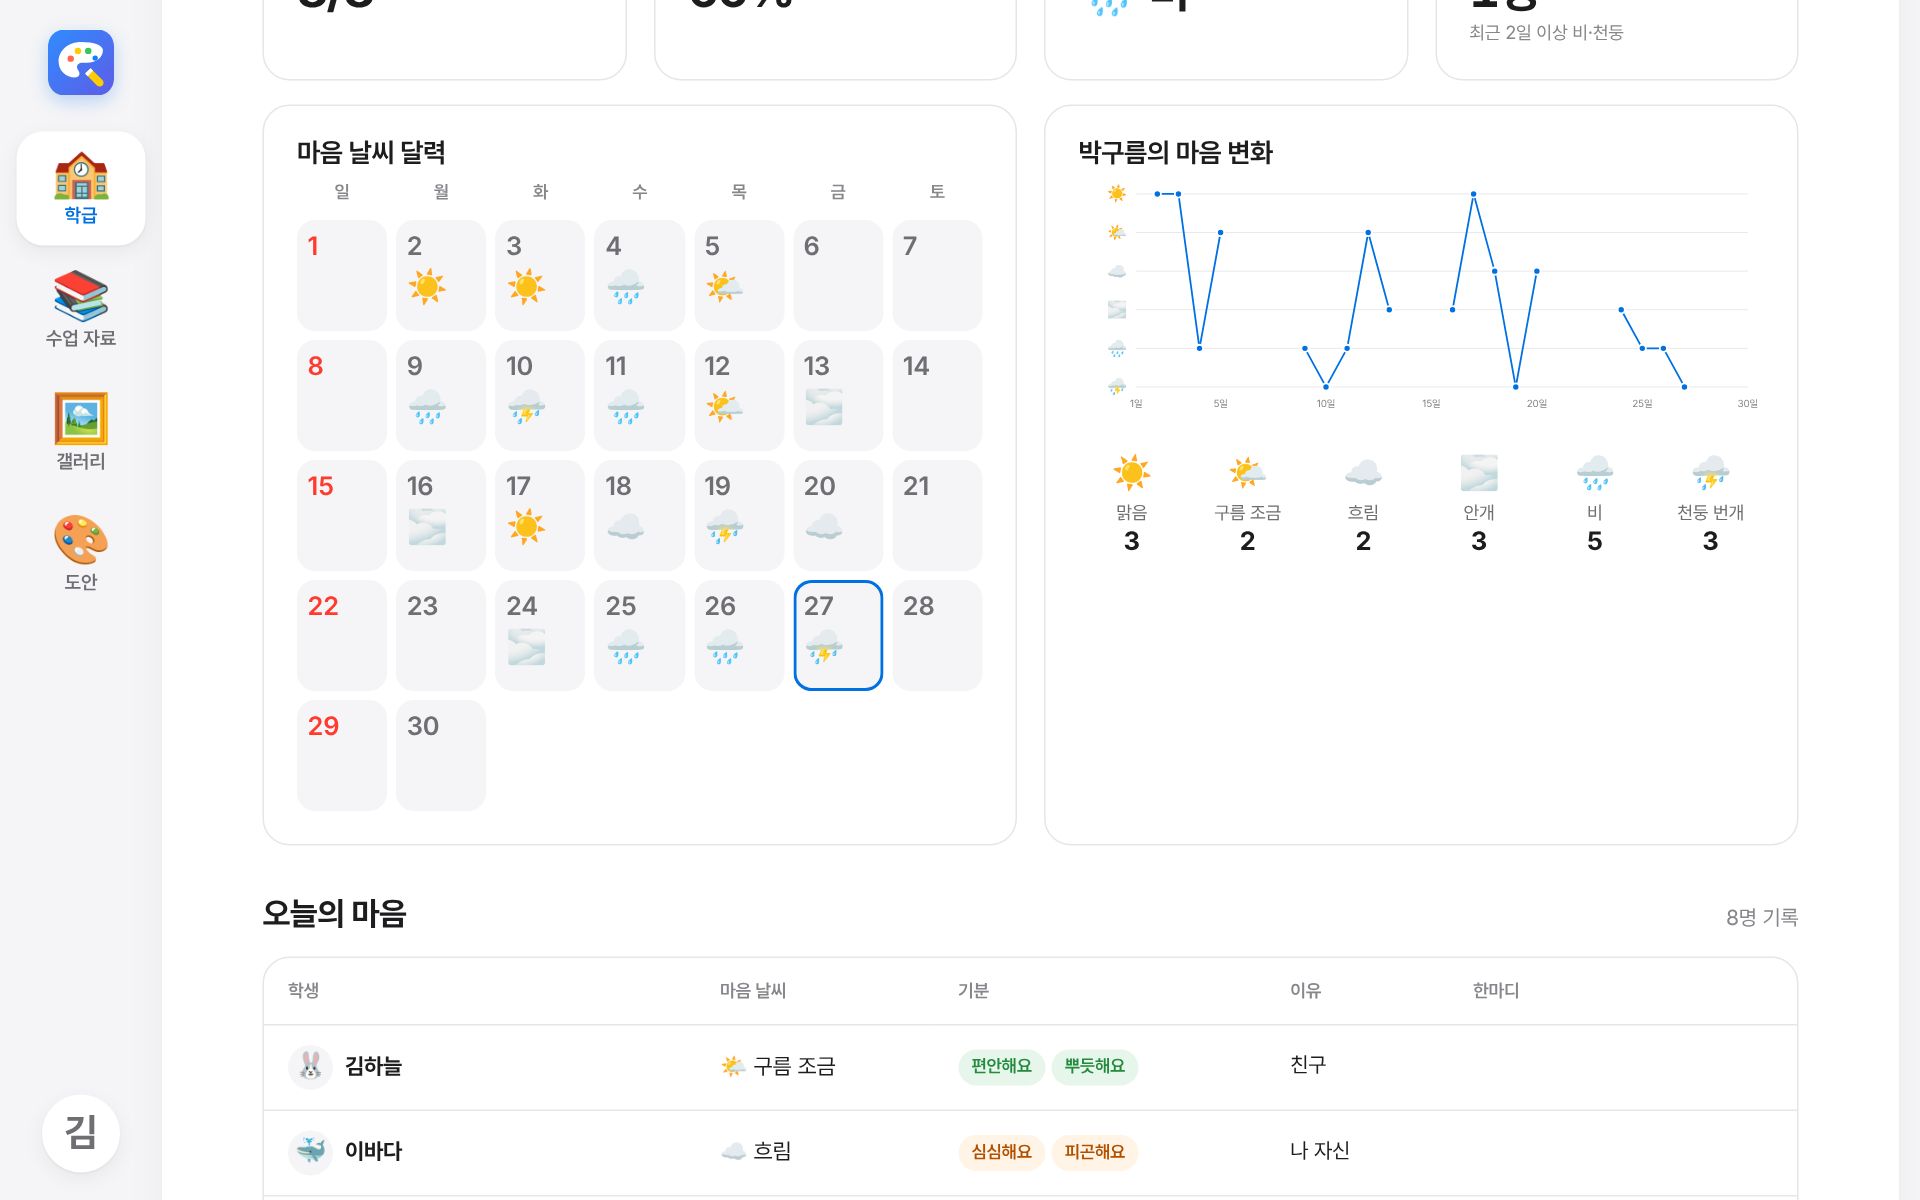 학급
수업 자료
갤러리
도안
김
최근 2일 이상 비·천둥
마음 날씨 달력
일 월 화 수 목 금 토
1 2 3 4 5 6 7
8 9 10 11 12 13 14
15 16 17 18 19 20 21
22 23 24 25 26 27 28
29 30
박구름의 마음 변화
1일 5일 10일 15일 20일 25일 30일
맑음 구름 조금 흐림 안개 비 천둥 번개
3 2 2 3 5 3
오늘의 마음
8명 기록
학생 마음 날씨 기분 이유 한마디
김하늘 구름 조금 편안해요 뿌듯해요 친구
이바다 흐림 심심해요 피곤해요 나 자신